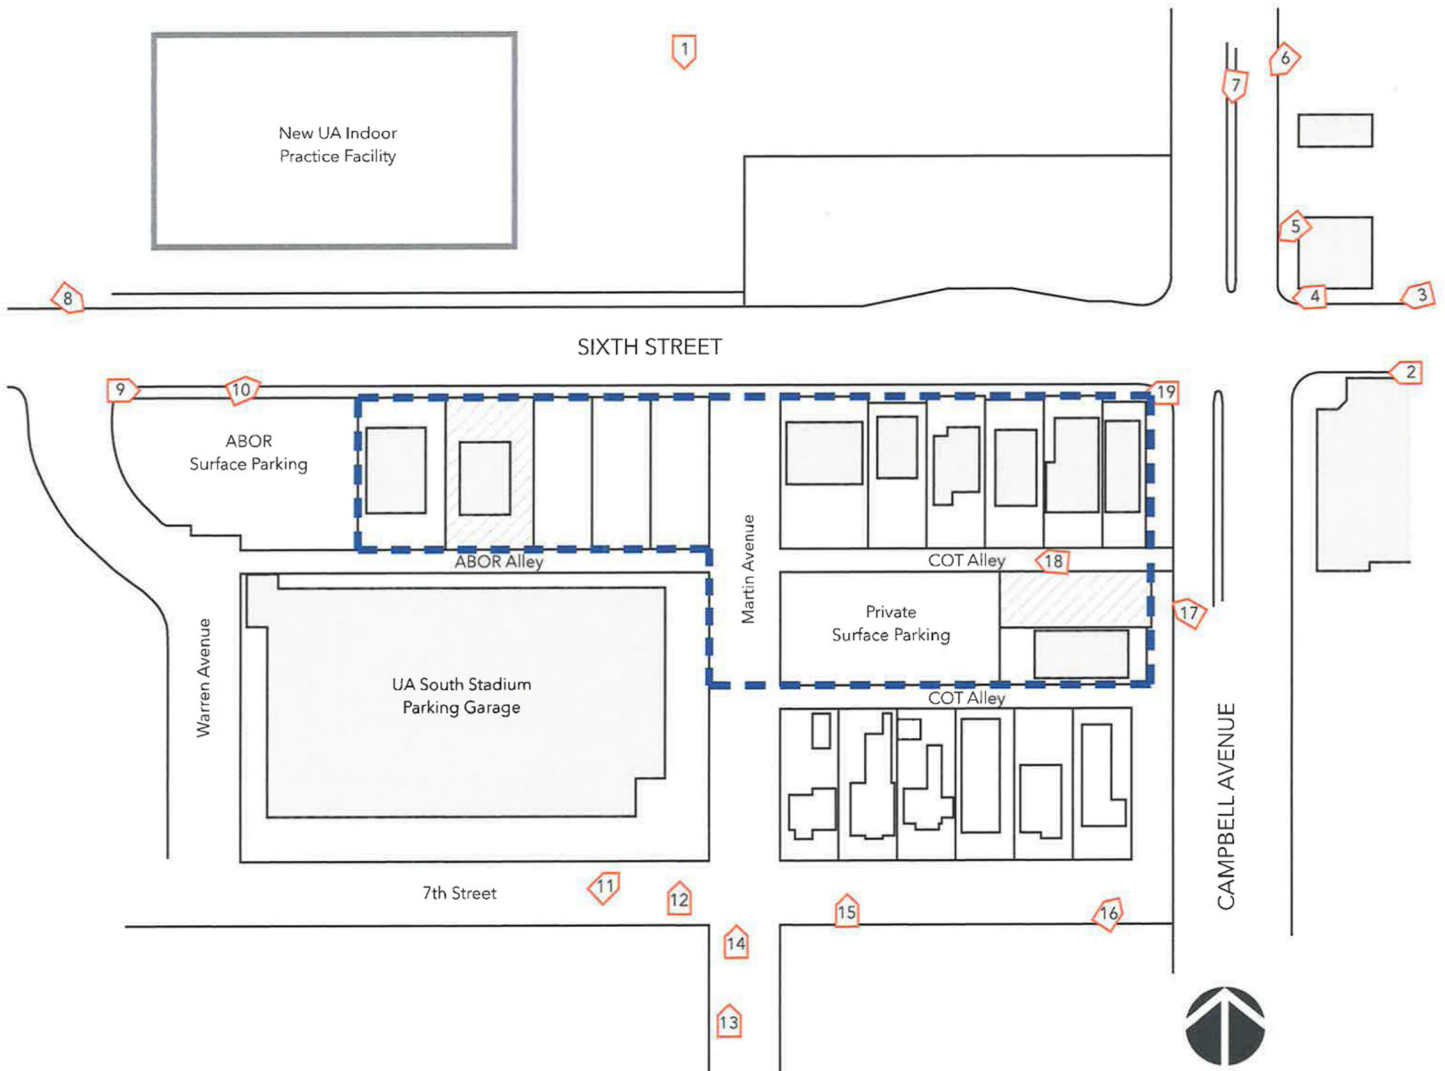 1
6
7
New UA Indoor
Practice Facility
5
8
4
3
SIXTH STREET
2
9
10
19
ABOR
Surface Parking
Martin Avenue
ABOR Alley
COT Alley
18
Private
Surface Parking
17
Warren Avenue
UA South Stadium
Parking Garage
COT Alley
CAMPBELL AVENUE
7th Street
11
12
15
16
14
13